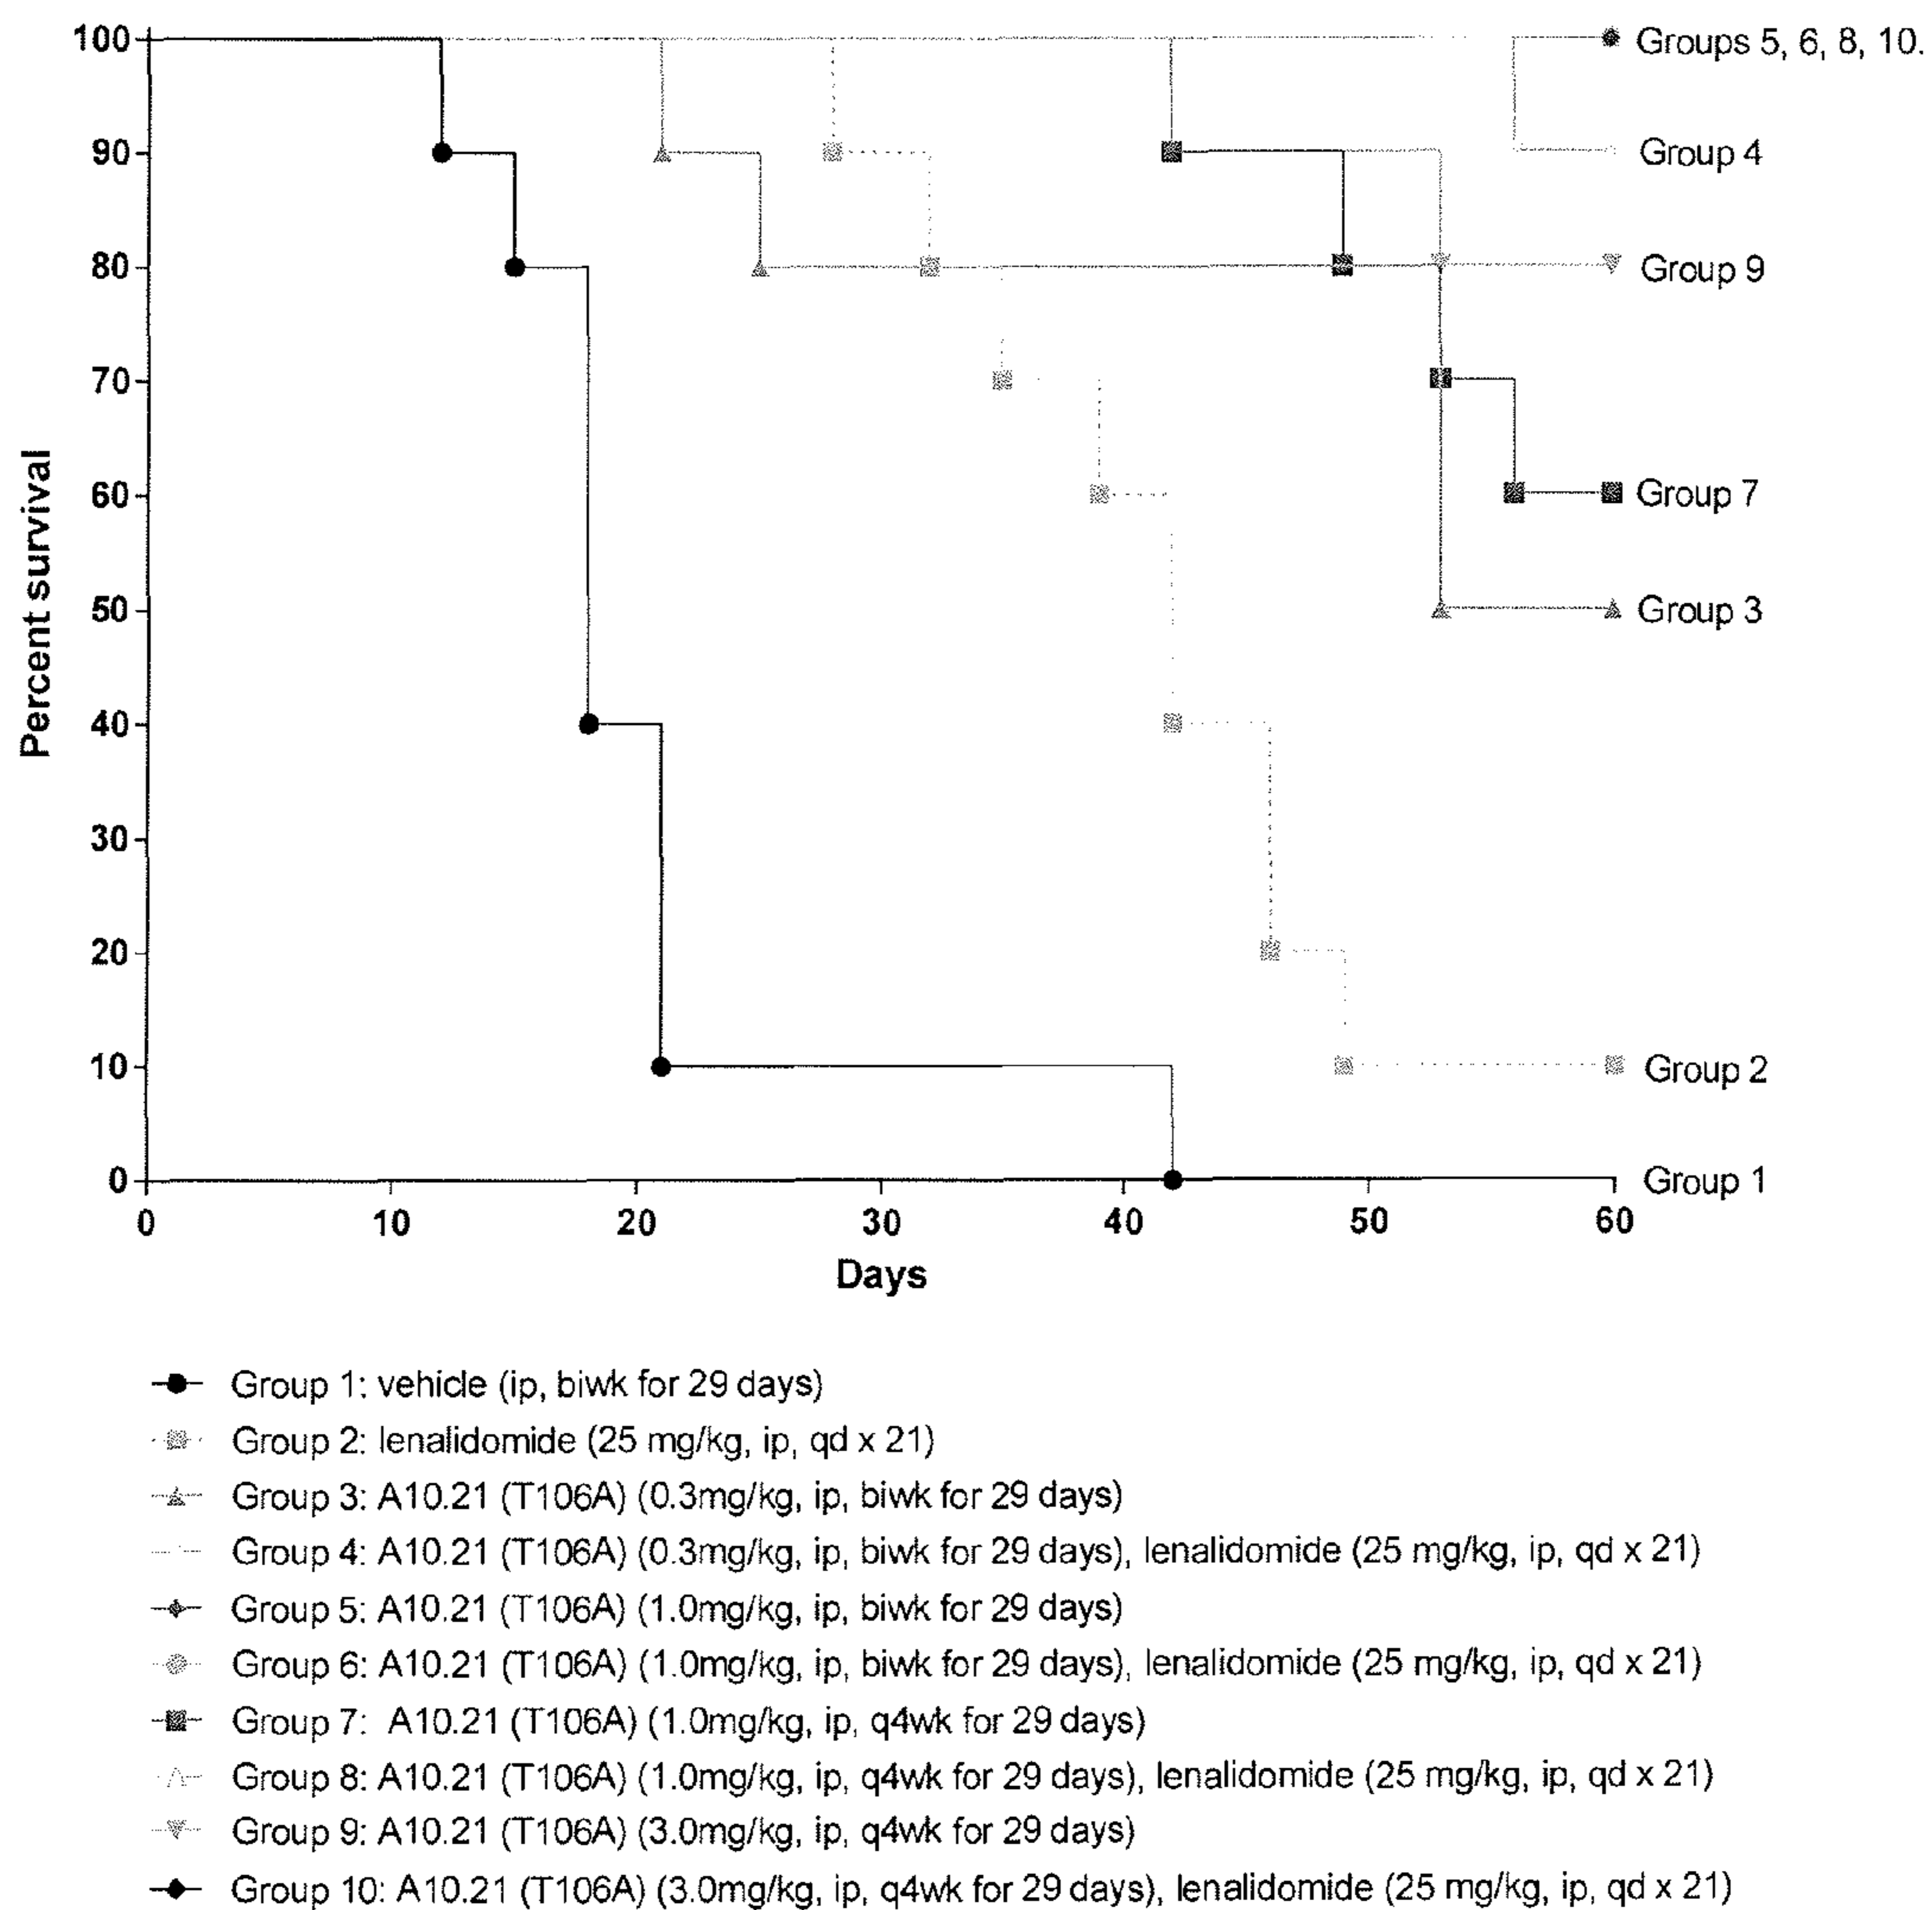 Percent survival
100
90
80
70
60
50
40
30
20
10
0
0 10 20 30 40 50 60
Days
Groups 5, 6, 8, 10.
Group 4
Group 9
Group 7
Group 3
Group 2
Group 1
Group 1: vehicle (ip, biwk for 29 days)
Group 2: lenalidomide (25 mg/kg, ip, qd x 21)
Group 3: A10.21 (T106A) (0.3mg/kg, ip, biwk for 29 days)
Group 4: A10.21 (T106A) (0.3mg/kg, ip, biwk for 29 days), lenalidomide (25 mg/kg, ip, qd x 21)
Group 5: A10.21 (T106A) (1.0mg/kg, ip, biwk for 29 days)
Group 6: A10.21 (T106A) (1.0mg/kg, ip, biwk for 29 days), lenalidomide (25 mg/kg, ip, qd x 21)
Group 7: A10.21 (T106A) (1.0mg/kg, ip, q4wk for 29 days)
Group 8: A10.21 (T106A) (1.0mg/kg, ip, q4wk for 29 days), lenalidomide (25 mg/kg, ip, qd x 21)
Group 9: A10.21 (T106A) (3.0mg/kg, ip, q4wk for 29 days)
Group 10: A10.21 (T106A) (3.0mg/kg, ip, q4wk for 29 days), lenalidomide (25 mg/kg, ip, qd x 21)